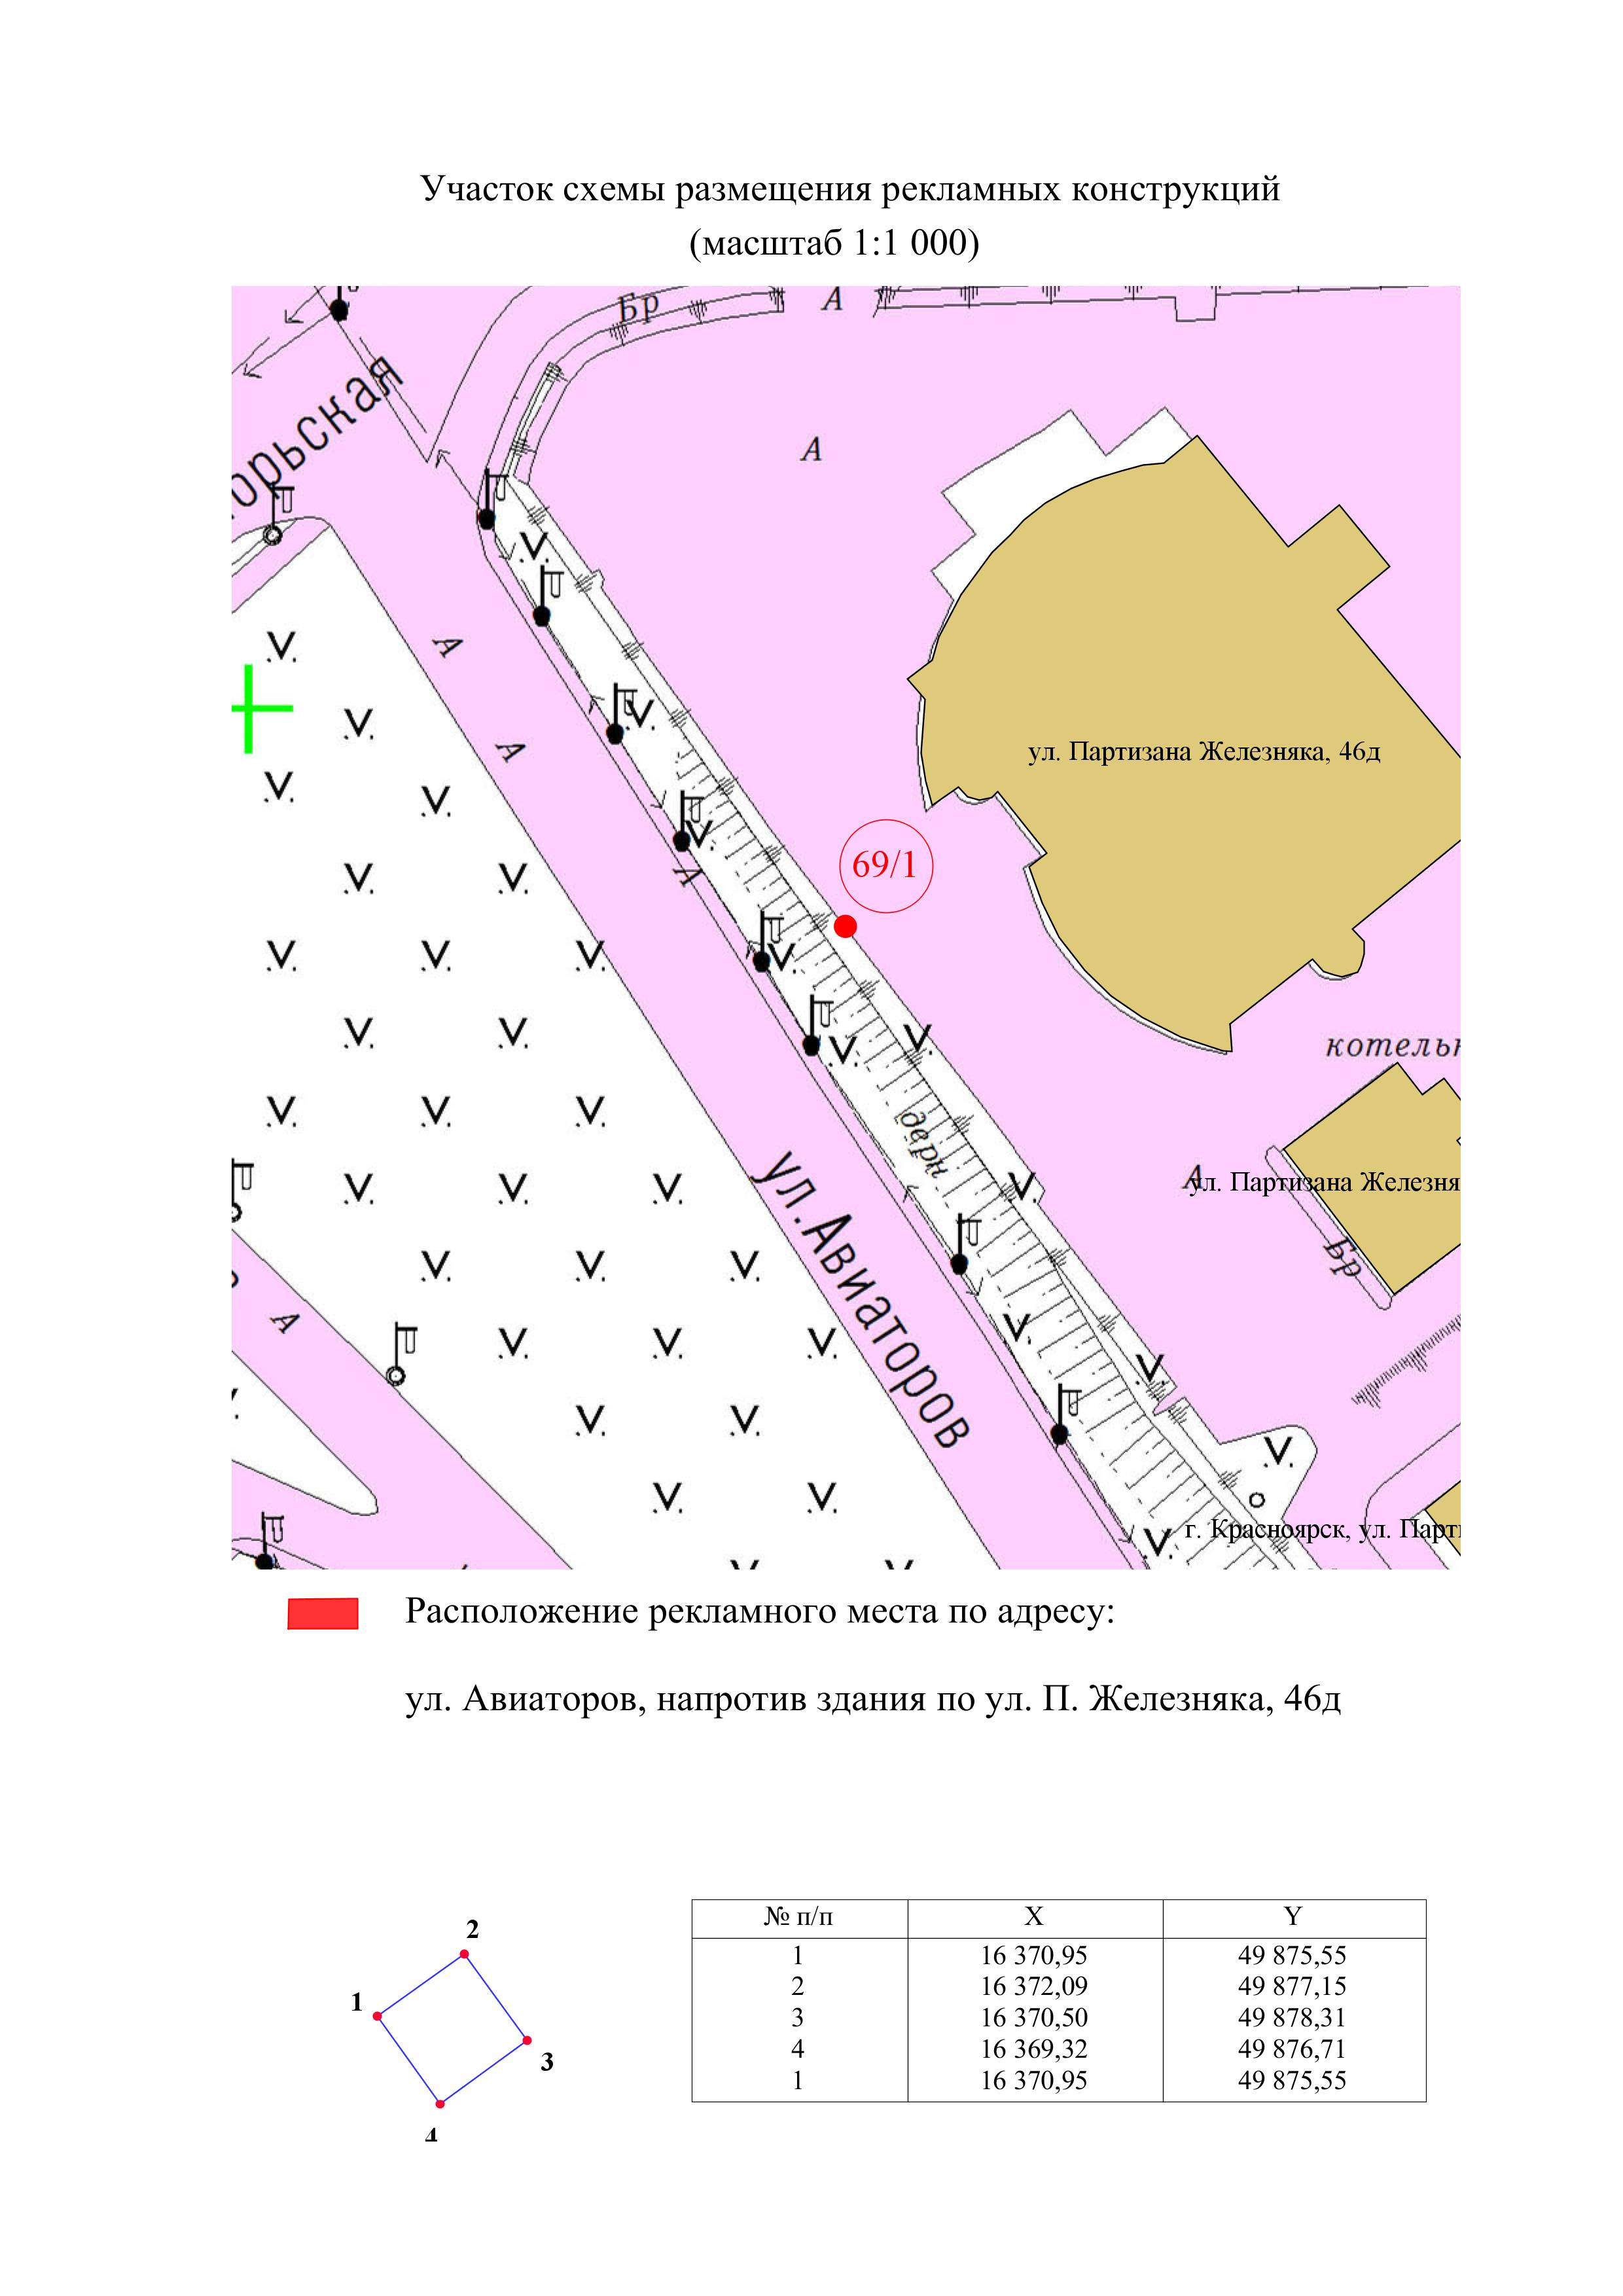 Участок схемы размещения рекламных конструкций
(масштаб 1:1 000)
Бр
А
орьская
А
А
А
ул. Партизана Железняка, 46д
69/1
А
котельн
дерн
А
ул. Партизана Железня
Бр
ул.Авиаторов
А
г. Красноярск, ул. Парти
Расположение рекламного места по адресу:
ул. Авиаторов, напротив здания по ул. П. Железняка, 46д
2
1
3
4
№ п/п X Y
1 16 370,95 49 875,55
2 16 372,09 49 877,15
3 16 370,50 49 878,31
4 16 369,32 49 876,71
1 16 370,95 49 875,55